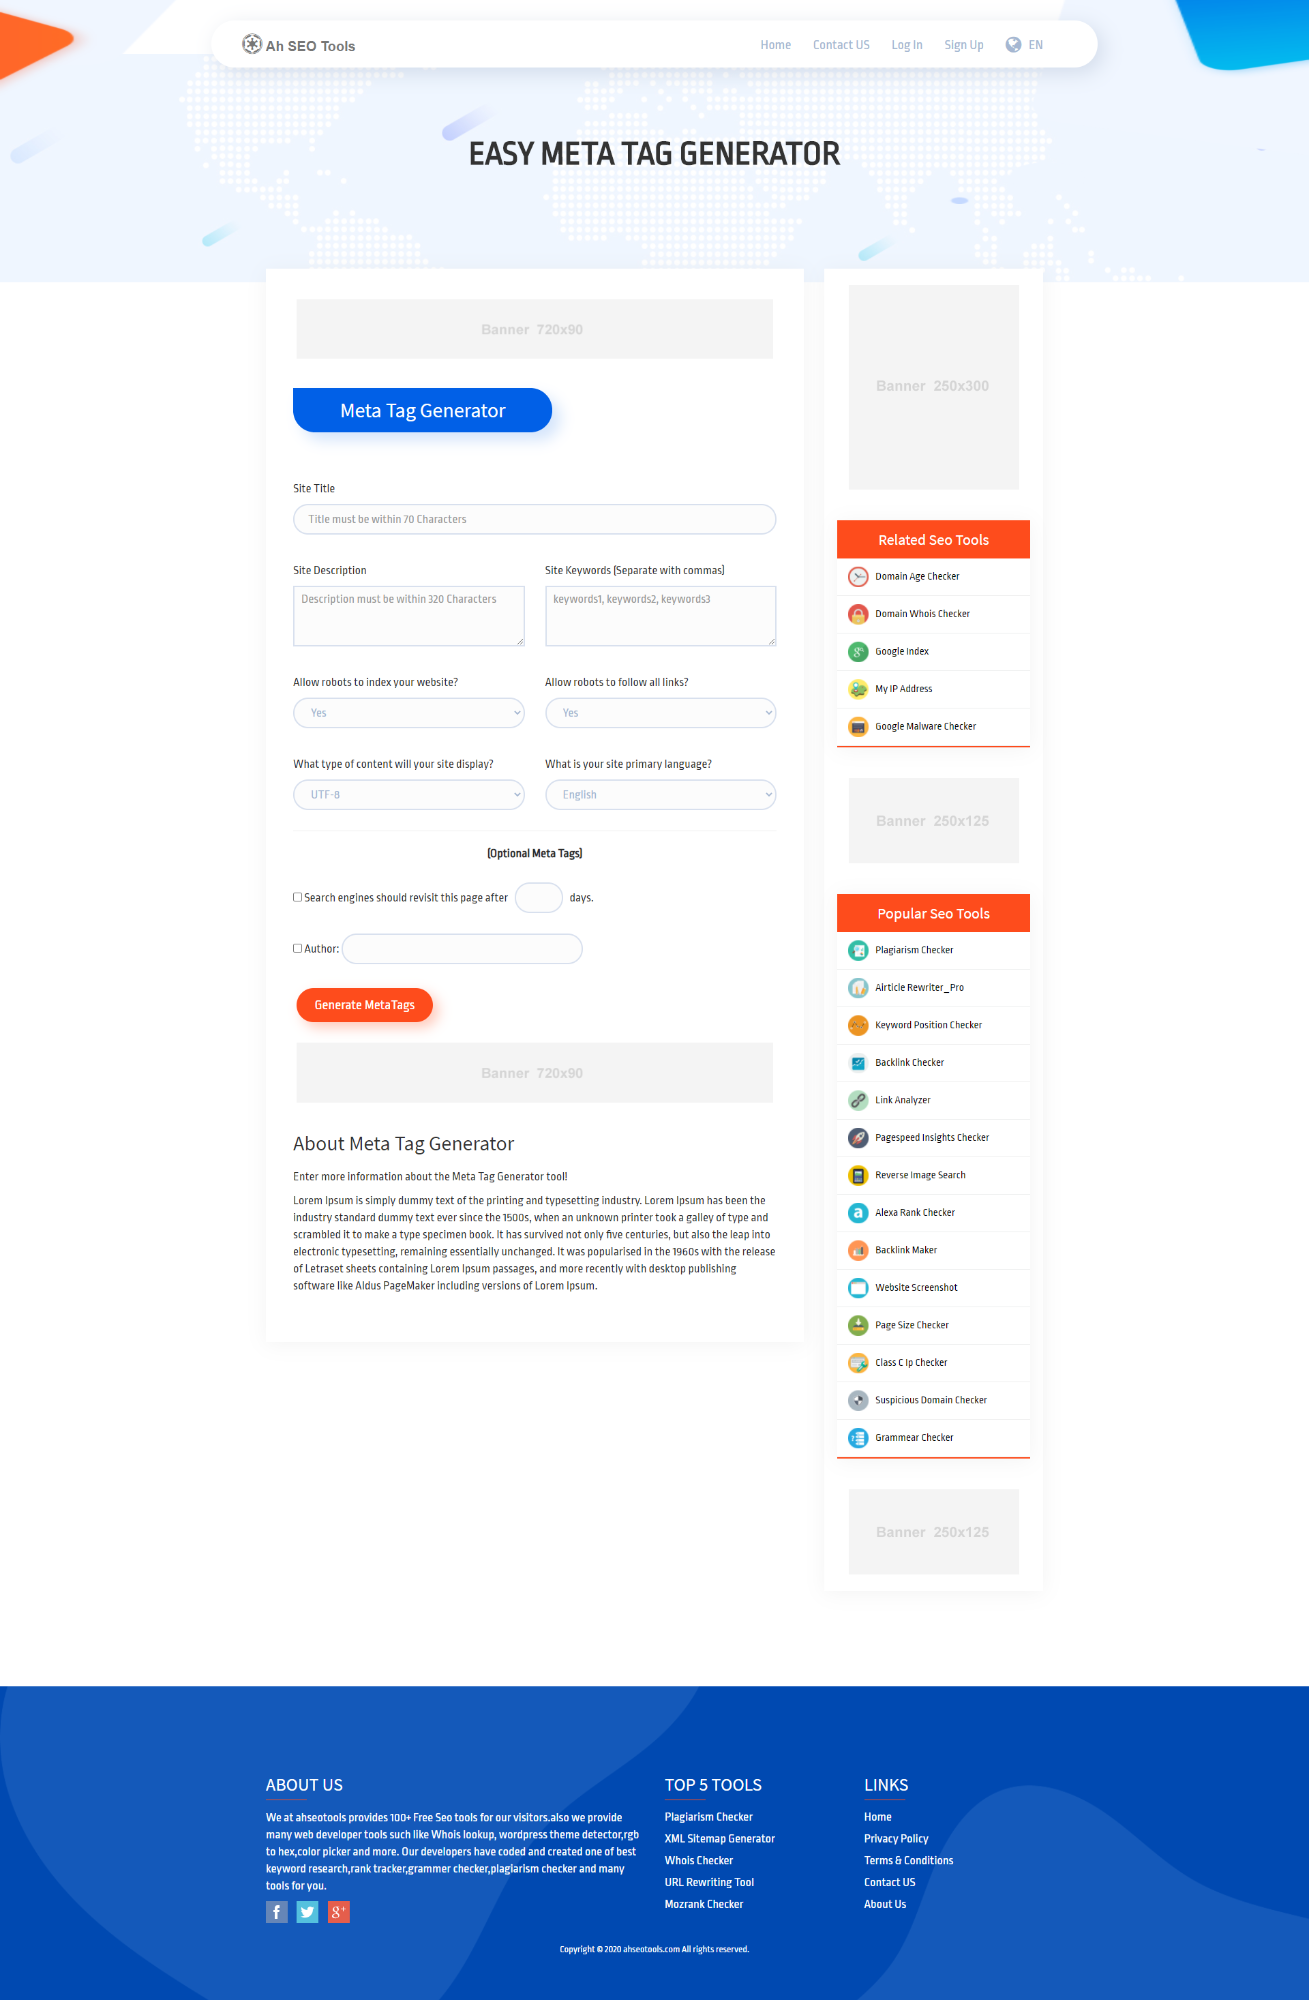 Ah SEO Tools
Home
Contact US
Log In
Sign Up
EN
EASY META TAG GENERATOR
Banner 720x90
Meta Tag Generator
Site Title
Title must be within 70 Characters
Site Description
Site Keywords (Separate with commas)
Description must be within 320 Characters
keywords1, keywords2, keywords3
Allow robots to index your website?
Allow robots to follow all links?
Yes
Yes
What type of content will your site display?
What is your site primary language?
UTF-8
English
(Optional Meta Tags)
Search engines should revisit this page after days.
Author:
Generate MetaTags
Banner 720x90
About Meta Tag Generator
Enter more information about the Meta Tag Generator tool!
Lorem Ipsum is simply dummy text of the printing and typesetting industry. Lorem Ipsum has been the
industry standard dummy text ever since the 1500s, when an unknown printer took a galley of type and
scrambled it to make a type specimen book. It has survived not only five centuries, but also the leap into
electronic typesetting, remaining essentially unchanged. It was popularised in the 1960s with the release
of Letraset sheets containing Lorem Ipsum passages, and more recently with desktop publishing
software like Aldus PageMaker including versions of Lorem Ipsum.
Banner 250x300
Related Seo Tools
Domain Age Checker
Domain Whois Checker
Google Index
My IP Address
Google Malware Checker
Banner 250x125
Popular Seo Tools
Plagiarism Checker
Airticle Rewriter_Pro
Keyword Position Checker
Backlink Checker
Link Analyzer
Pagespeed Insights Checker
Reverse Image Search
Alexa Rank Checker
Backlink Maker
Website Screenshot
Page Size Checker
Class C Ip Checker
Suspicious Domain Checker
Grammear Checker
Banner 250x125
ABOUT US
We at ahseotools provides 100+ Free Seo tools for our visitors.also we provide
many web developer tools such like Whois lookup, wordpress theme detector,rgb
to hex,color picker and more. Our developers have coded and created one of best
keyword research,rank tracker,grammer checker,plagiarism checker and many
tools for you.
TOP 5 TOOLS
Plagiarism Checker
XML Sitemap Generator
Whois Checker
URL Rewriting Tool
Mozrank Checker
LINKS
Home
Privacy Policy
Terms & Conditions
Contact US
About Us
Copyright © 2020 ahseotools.com All rights reserved.